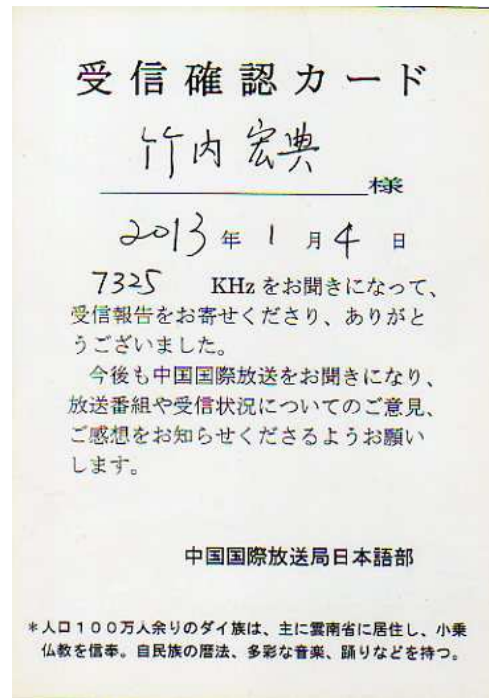 受信確認カード
竹内宏典
様
2013年1月4日
7325 KHzをお聞きになって、
受信報告をお寄せくださり、ありがと
うございました。
今後も中国国際放送をお聞きになり、
放送番組や受信状況についてのご意見、
ご感想をお知らせくださるようお願い
します。
中国国際放送局日本語部
*人口100万人余りのダイ族は、主に雲南省に居住し、小乗
仏教を信奉。自民族の暦法、多彩な音楽、踊りなどを持つ。